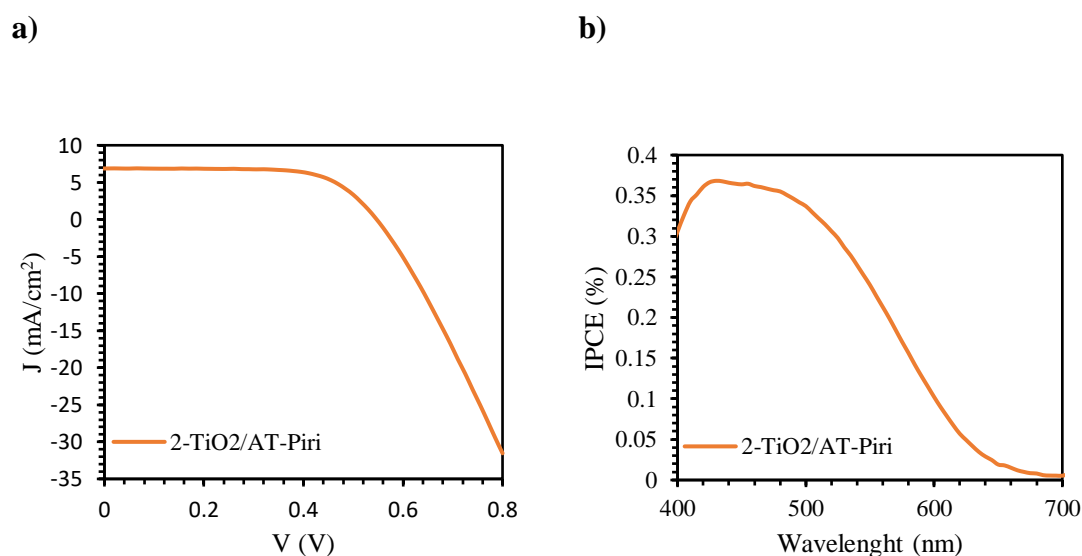 a)
b)
10
5
0
-5
-10
-15
-20
-25
-30
-35
J (mA/cm²)
2-TiO2/AT-Piri
0 0.2 0.4 0.6 0.8
V (V)
0.4
0.35
0.3
0.25
0.2
0.15
0.1
0.05
0
IPCE (%)
2-TiO2/AT-Piri
400 500 600 700
Wavelenght (nm)